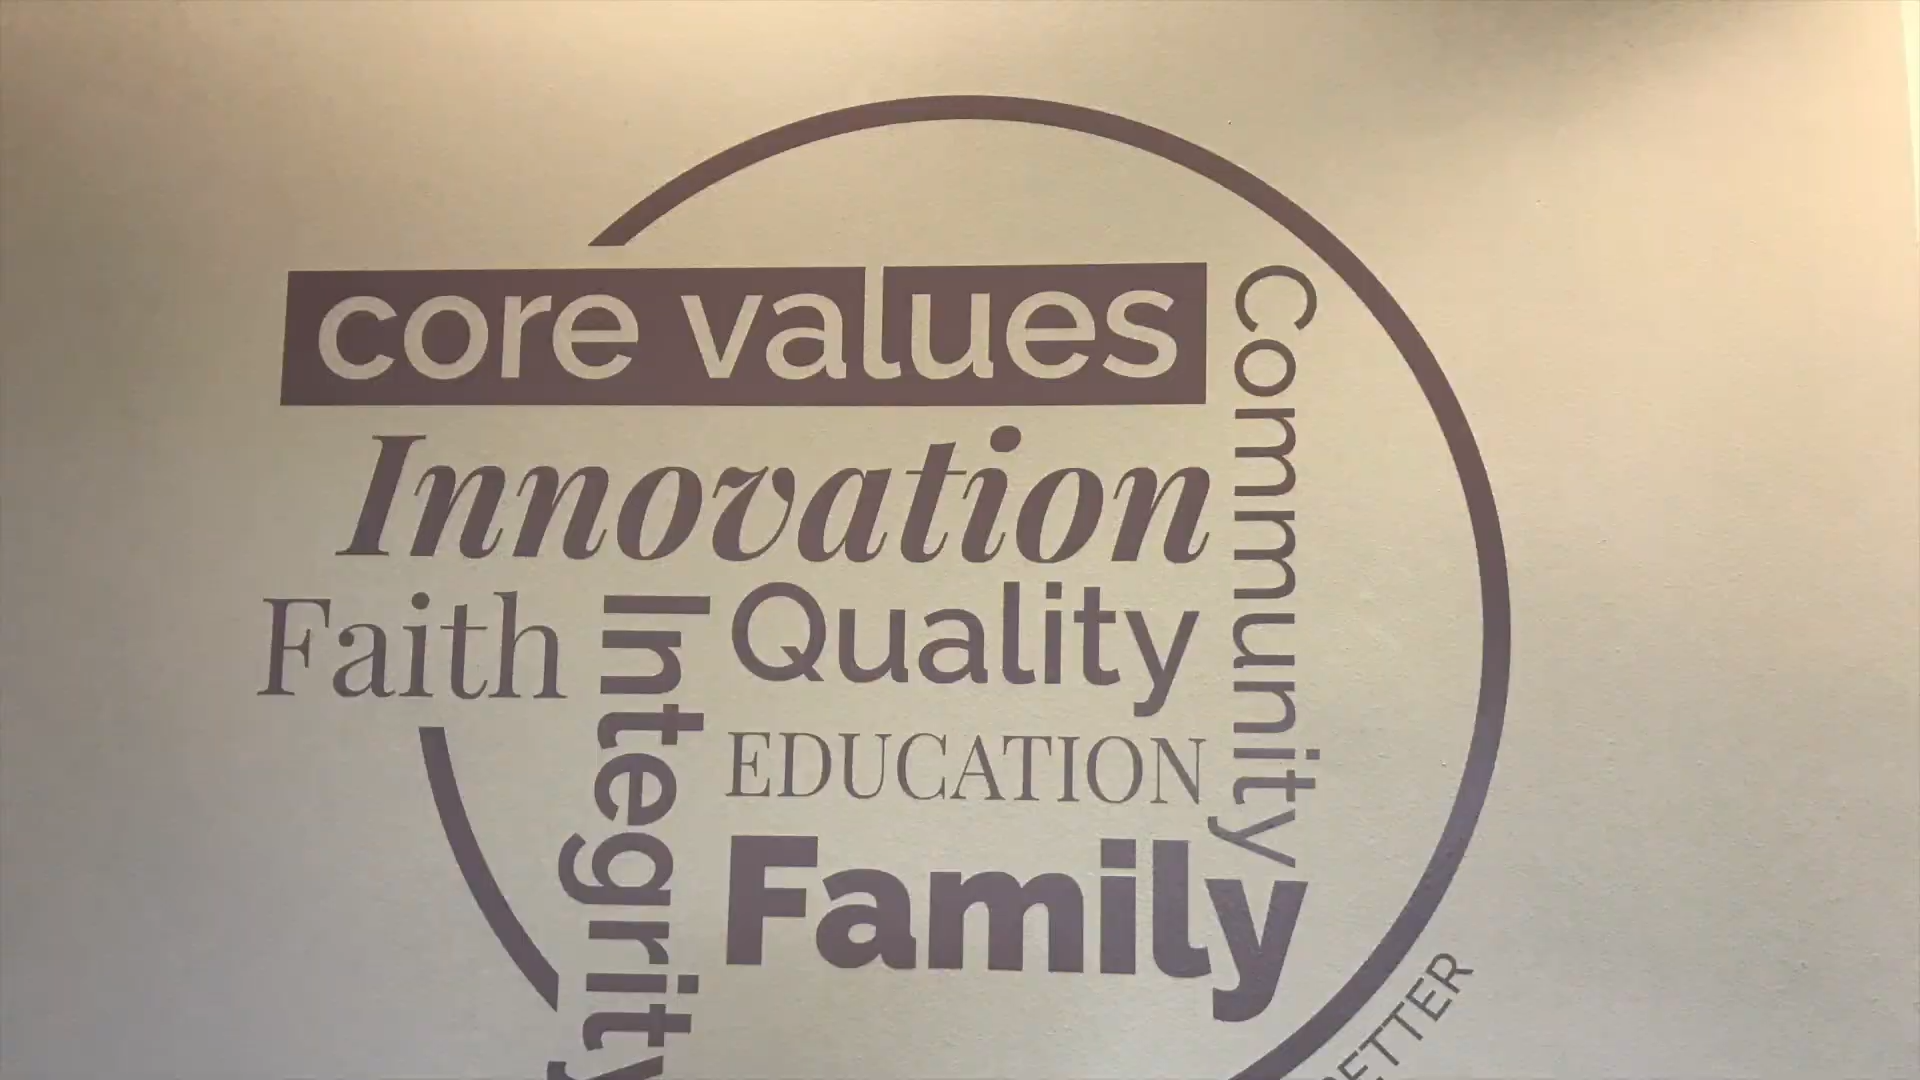 core values
Innovation
Community
Faith
Integrity
Quality
EDUCATION
Family